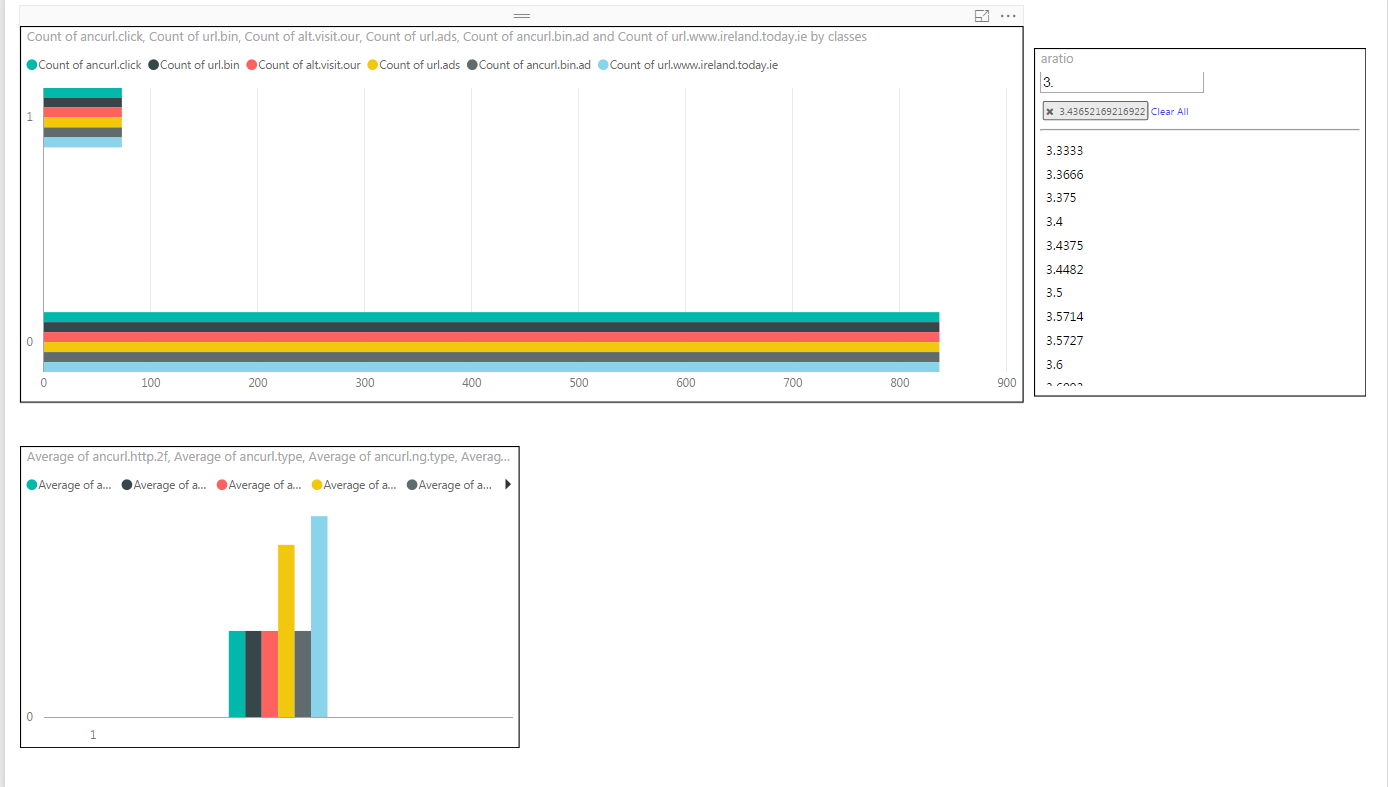 Count of ancurl.click, Count of url.bin, Count of alt.visit.our, Count of url.ads, Count of ancurl.bin.ad and Count of url.www.ireland.today.ie by classes
Count of ancurl.click Count of url.bin Count of alt.visit.our Count of url.ads Count of ancurl.bin.ad Count of url.www.ireland.today.ie
1
0
0 100 200 300 400 500 600 700 800 900
aratio
3.
3.43652169216922 Clear All
3.3333
3.3666
3.375
3.4
3.4375
3.4482
3.5
3.5714
3.5727
3.6
Average of ancurl.http.2f, Average of ancurl.type, Average of ancurl.ng.type, Averag...
Average of a... Average of a... Average of a... Average of a... Average of a...
0
1